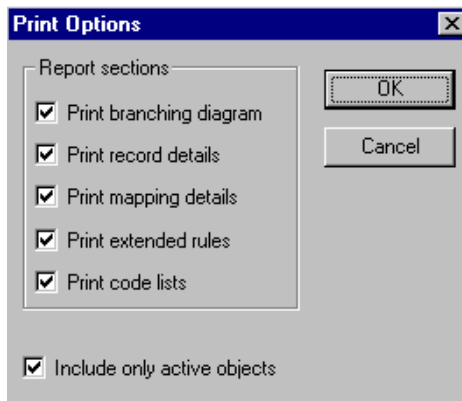 Print Options
Report sections
Print branching diagram
Print record details
Print mapping details
Print extended rules
Print code lists
OK
Cancel
Include only active objects